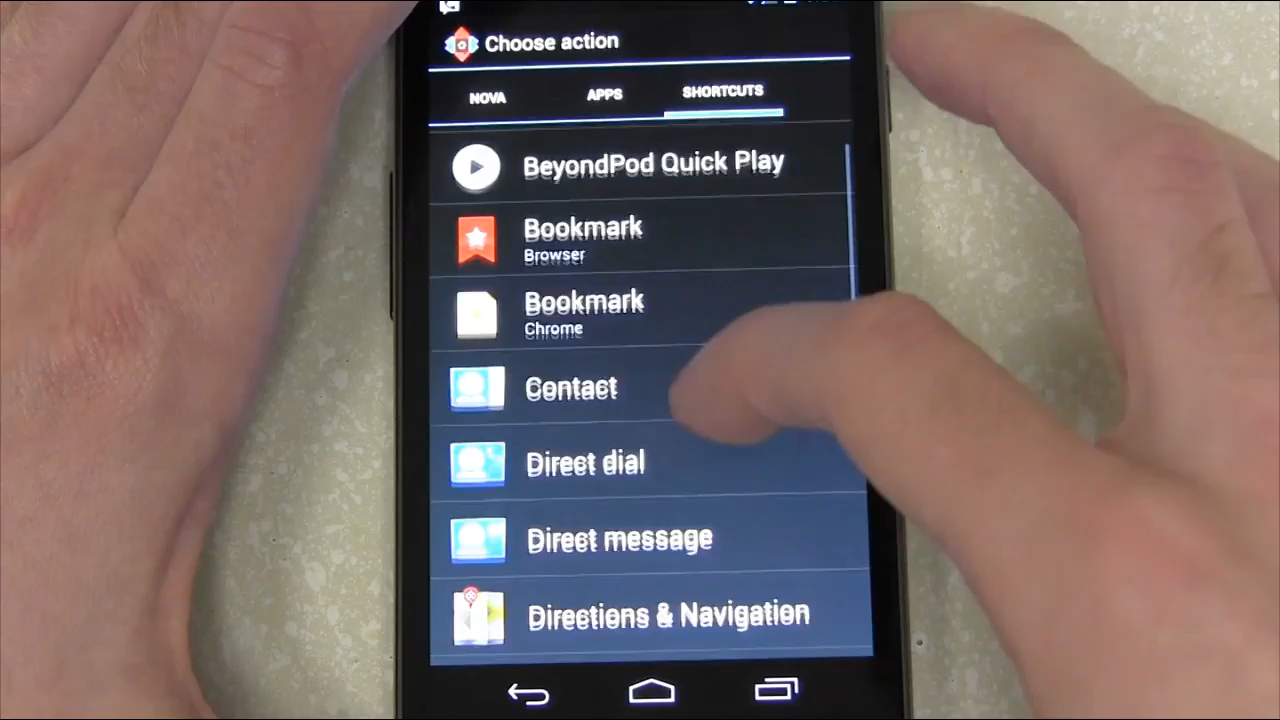 Choose action
NOVA
APPS
SHORTCUTS
BeyondPod Quick Play
Bookmark
Browser
Bookmark
Chrome
Contact
Direct dial
Direct message
Directions & Navigation